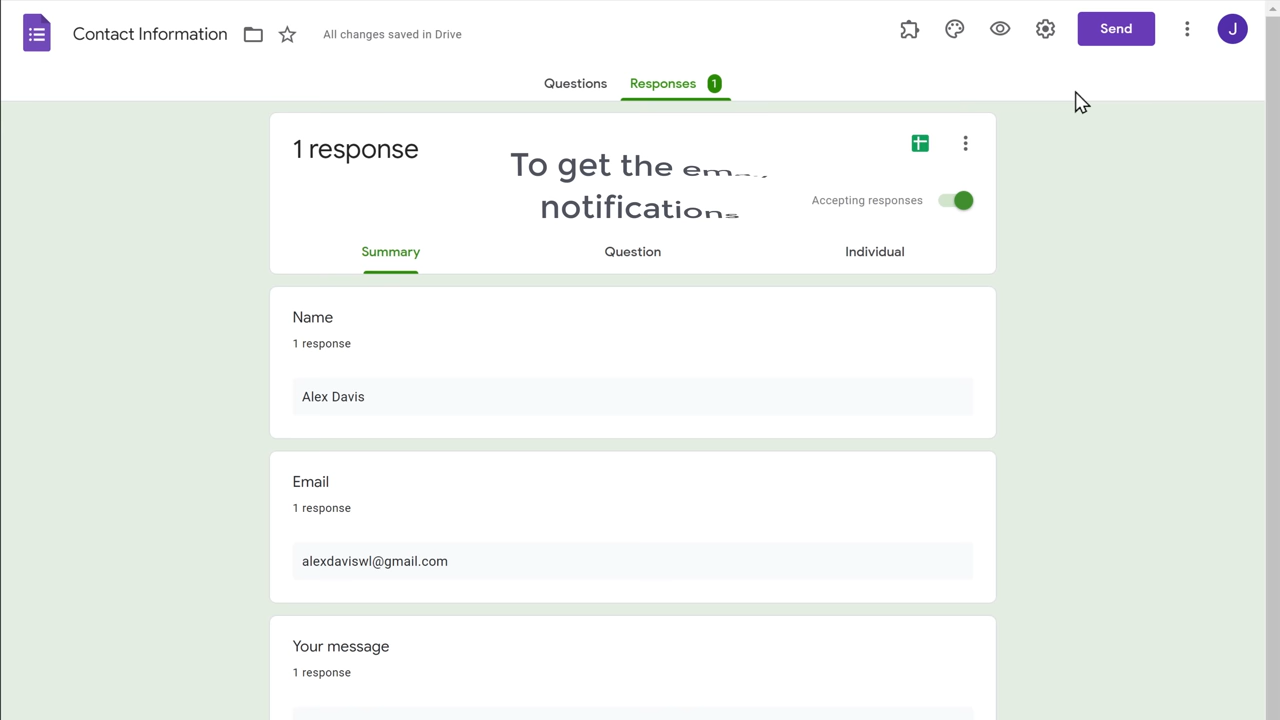 Contact Information
All changes saved in Drive
Send
J
Questions
Responses 1
1 response
To get the email
notifications
Accepting responses
Summary
Question
Individual
Name
1 response
Alex Davis
Email
1 response
alexdaviswl@gmail.com
Your message
1 response